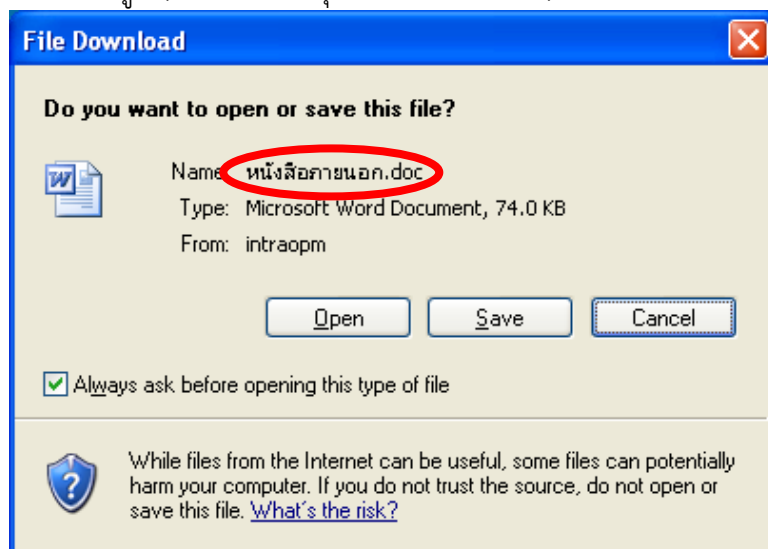 File Download
Do you want to open or save this file?
Name: หนังสือภายนอก.doc
Type: Microsoft Word Document, 74.0 KB
From: intraopm
Open Save Cancel
Always ask before opening this type of file
While files from the Internet can be useful, some files can potentially
harm your computer. If you do not trust the source, do not open or
save this file. What's the risk?